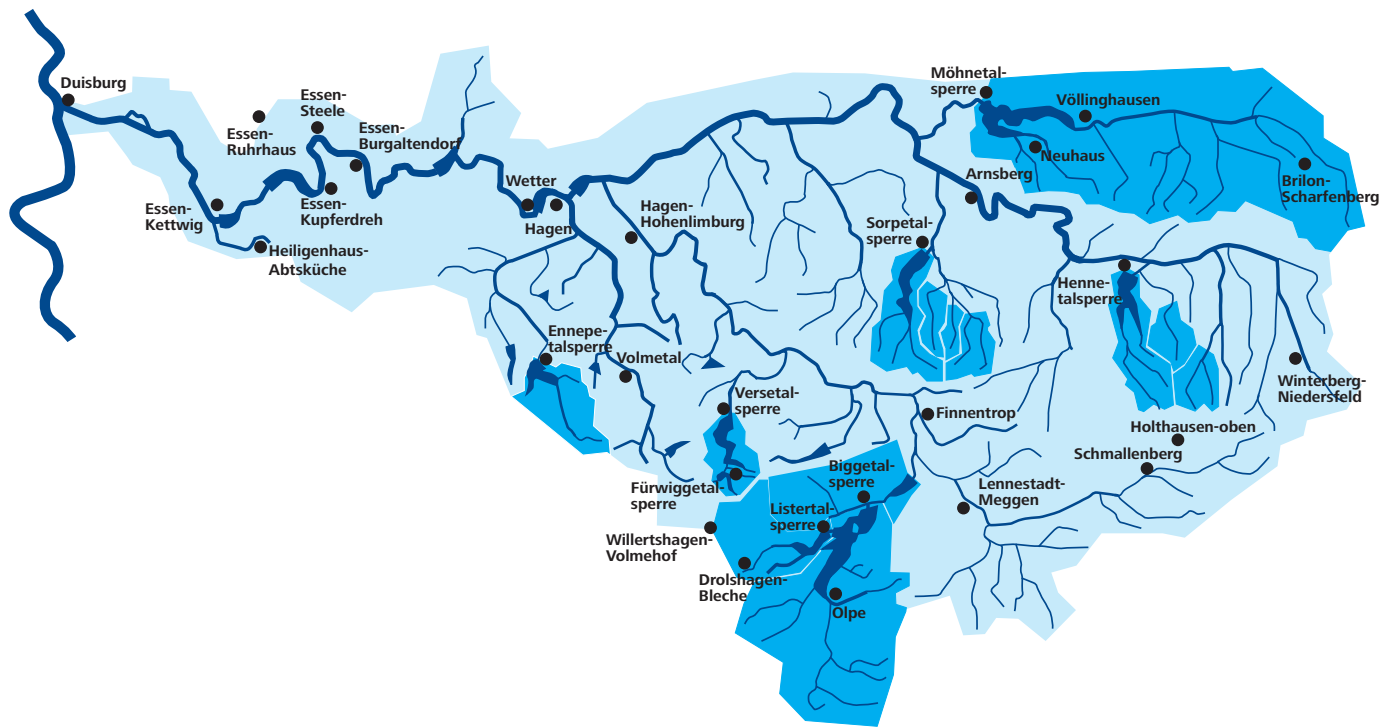 Duisburg
Essen-
Steele
Essen-
Ruhrhaus
Essen-
Burgaltendorf
Möhnetal-
sperre
Völlinghausen
Neuhaus
Brilon-
Scharfenberg
Arnsberg
Wetter
Hagen
Hagen-
Hohenlimburg
Essen-
Kettwig
Essen-
Kupferdreh
Heiligenhaus-
Abtsküche
Sorpetal-
sperre
Henne-
talsperre
Ennepe-
talsperre
Volmetal
Versetal-
sperre
Finnentrop
Winterberg-
Niedersfeld
Holthausen-oben
Schmallenberg
Biggetal-
sperre
Lennestadt-
Meggen
Fürwiggetal-
sperre
Listertal-
sperre
Willertshagen-
Volmehof
Drolshagen-
Bleche
Olpe